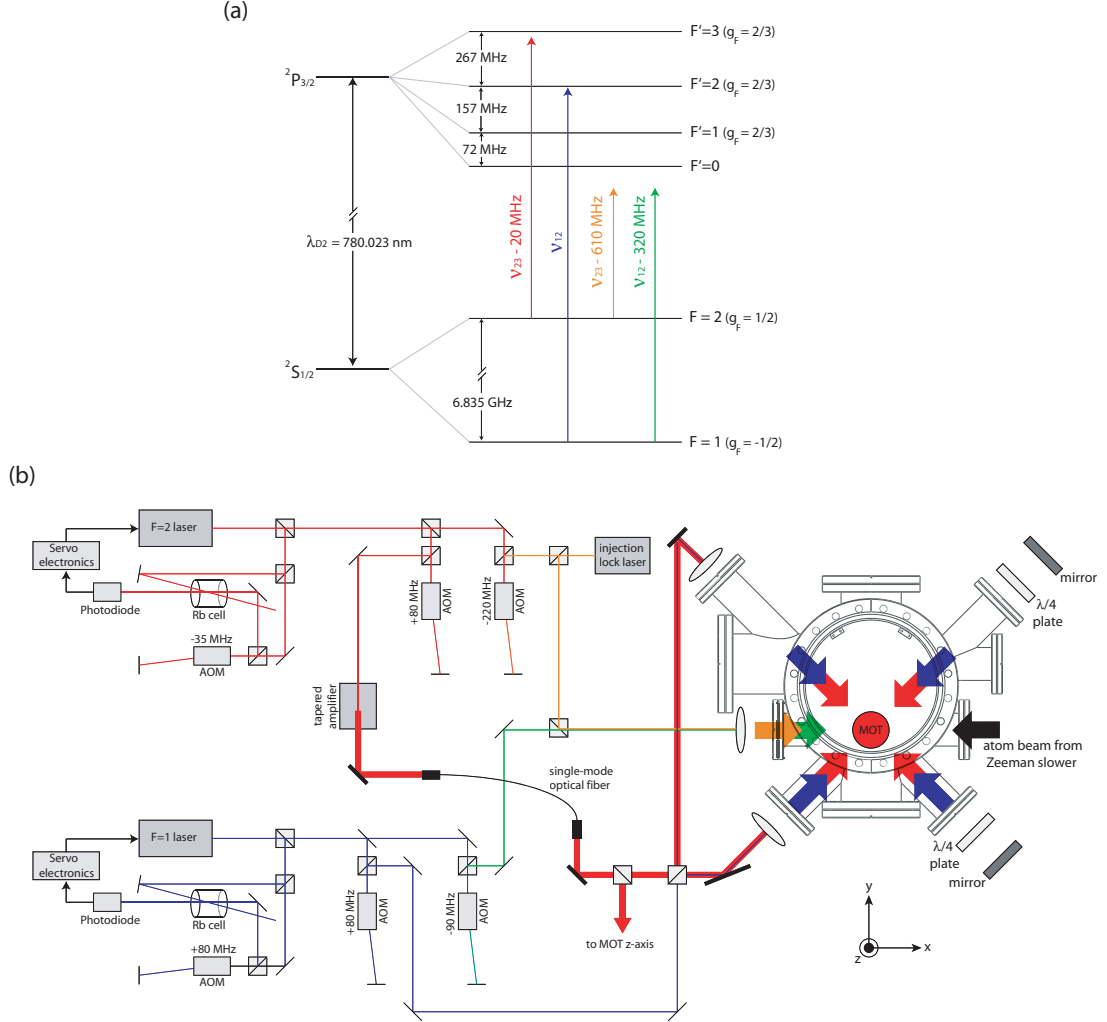 (a)
F'=3 (gF = 2/3)
267 MHz
²P3/2
F'=2 (gF = 2/3)
157 MHz
F'=1 (gF = 2/3)
72 MHz
F'=0
λD2 = 780.023 nm
ν23 - 20 MHz
ν12
ν23 - 610 MHz
ν12 - 320 MHz
F = 2 (gF = 1/2)
²S1/2
6.835 GHz
F = 1 (gF = -1/2)
(b)
F=2 laser
Servo
electronics
Photodiode
Rb cell
-35 MHz
AOM
+80 MHz
AOM
-220 MHz
AOM
injection
lock laser
tapered
amplifier
single-mode
optical fiber
mirror
λ/4
plate
MOT
atom beam from
Zeeman slower
λ/4
plate
mirror
F=1 laser
Servo
electronics
Photodiode
Rb cell
+80 MHz
AOM
+80 MHz
AOM
-90 MHz
AOM
to MOT z-axis
y
z
x